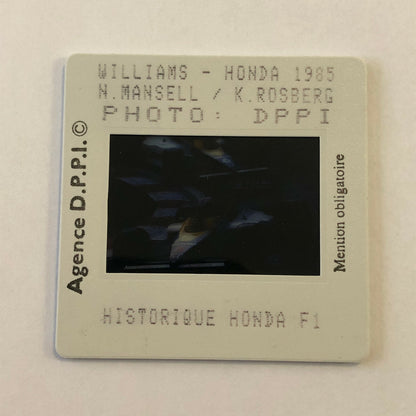 WILLIAMS - HONDA 1985
N.MANSELL / K.ROSBERG
PHOTO: DPPI
Agence D.P.P.I. ©
Mention obligatoire
HISTORIQUE HONDA F1